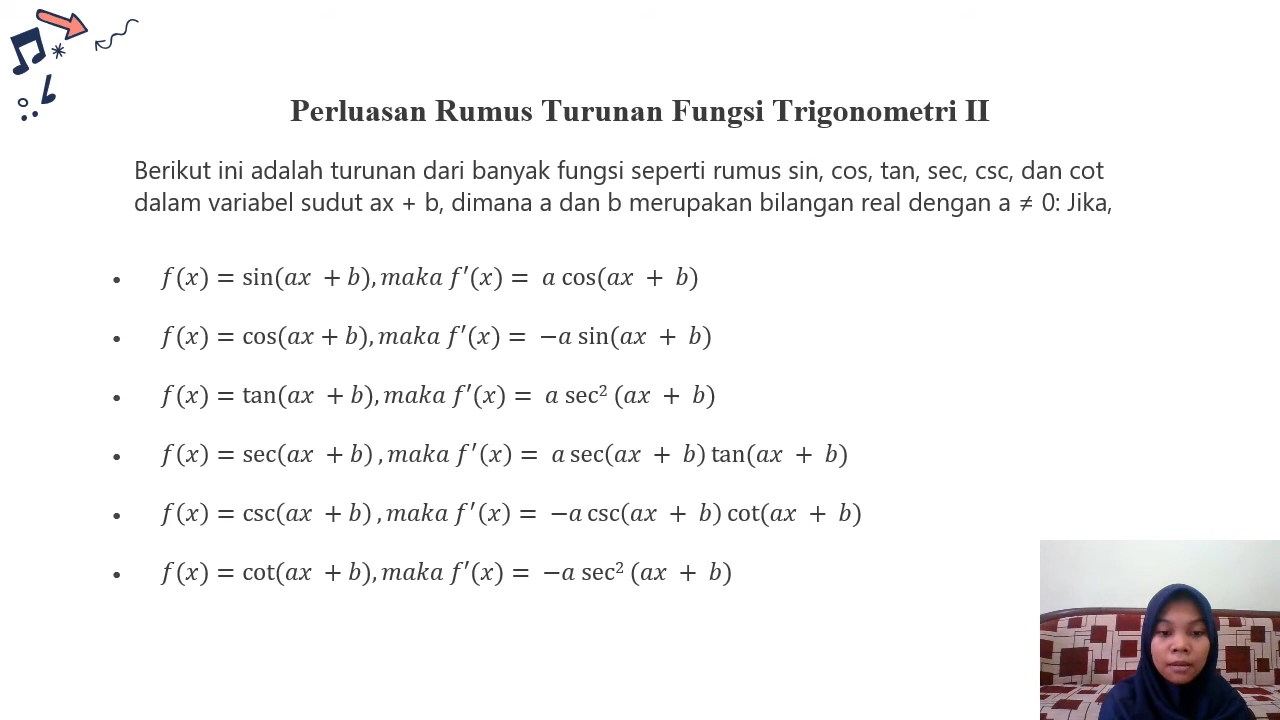 Perluasan Rumus Turunan Fungsi Trigonometri II
Berikut ini adalah turunan dari banyak fungsi seperti rumus sin, cos, tan, sec, csc, dan cot
dalam variabel sudut ax + b, dimana a dan b merupakan bilangan real dengan a ≠ 0: Jika,
• f(x) = sin(ax + b), maka f′(x) = a cos(ax + b)
• f(x) = cos(ax + b), maka f′(x) = −a sin(ax + b)
• f(x) = tan(ax + b), maka f′(x) = a sec² (ax + b)
• f(x) = sec(ax + b) , maka f′(x) = a sec(ax + b) tan(ax + b)
• f(x) = csc(ax + b) , maka f′(x) = −a csc(ax + b) cot(ax + b)
• f(x) = cot(ax + b), maka f′(x) = −a sec² (ax + b)